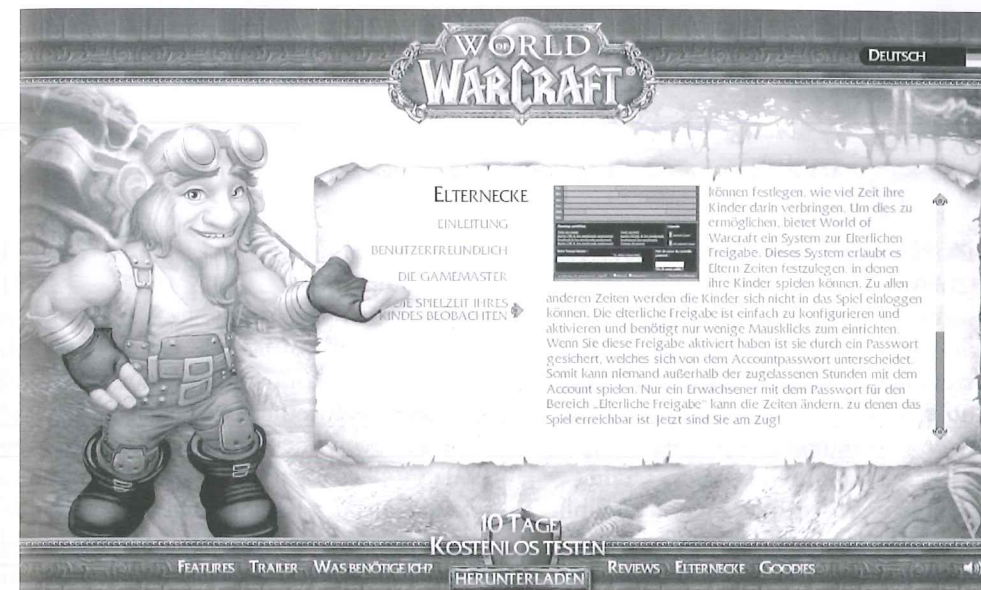 WORLD
OF
WARCRAFT®
DEUTSCH
ELTERNECKE
EINLEITUNG
BENUTZERFREUNDLICH
DIE GAMEMASTER
DIE SPIELZEIT IHRES
KINDES BEOBACHTEN
können festlegen, wie viel Zeit ihre
Kinder darin verbringen. Um dies zu
ermöglichen, bietet World of
Warcraft ein System zur Elterlichen
Freigabe. Dieses System erlaubt es
Eltern Zeiten festzulegen, in denen
ihre Kinder spielen können. Zu allen
anderen Zeiten werden die Kinder sich nicht in das Spiel einloggen
können. Die elterliche Freigabe ist einfach zu konfigurieren und
aktivieren und benötigt nur wenige Mausklicks zum einrichten.
Wenn Sie diese Freigabe aktiviert haben ist sie durch ein Passwort
gesichert, welches sich von dem Accountpasswort unterscheidet.
Somit kann niemand außerhalb der zugelassenen Stunden mit dem
Account spielen. Nur ein Erwachsener mit dem Passwort für den
Bereich „Elterliche Freigabe" kann die Zeiten ändern, zu denen das
Spiel erreichbar ist. Jetzt sind Sie am Zug!
10 TAGE
KOSTENLOS TESTEN
HERUNTERLADEN
FEATURES TRAILER WAS BENÖTIGE ICH? REVIEWS ELTERNECKE GOODIES